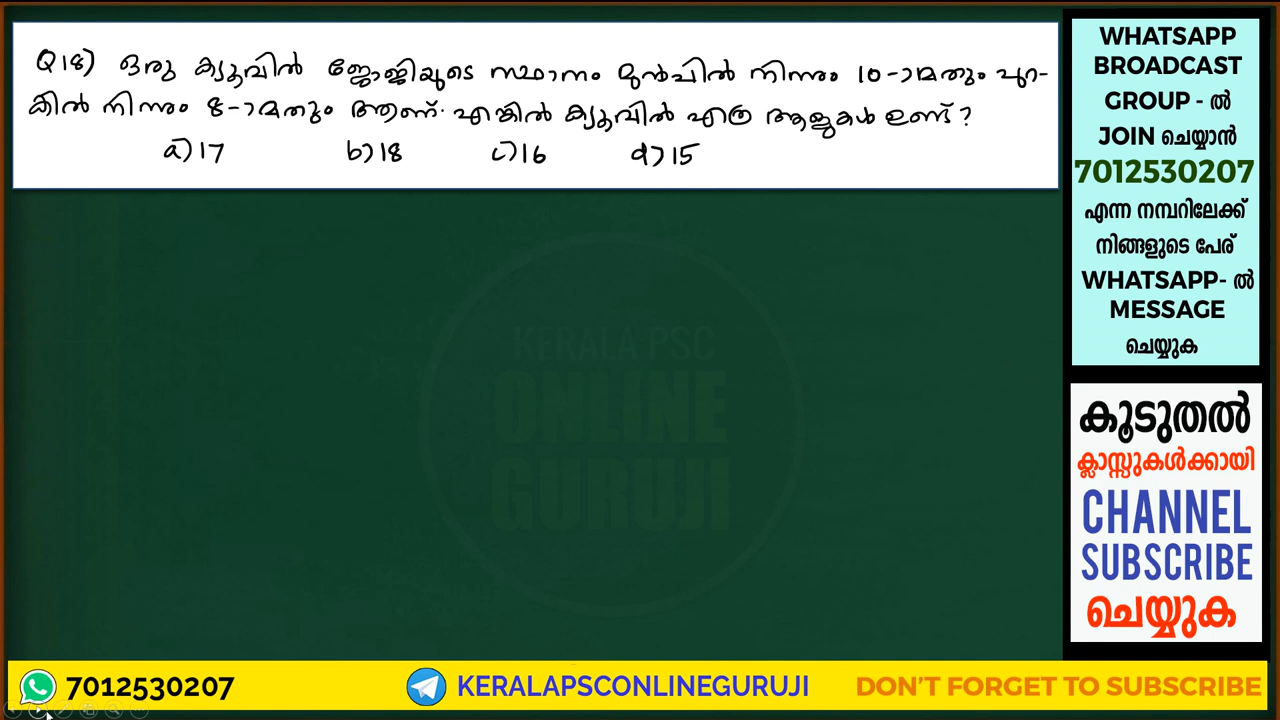 Q18) ഒരു ക്യൂവിൽ ജോജിയുടെ സ്ഥാനം മുൻപിൽ നിന്നും 10-ാമതും പുറ-
കിൽ നിന്നും 8-ാമതും ആണ്. എങ്കിൽ ക്യൂവിൽ എത്ര ആളുകൾ ഉണ്ട്?
a) 17 b) 18 c) 16 d) 15
KERALA PSC
ONLINE
GURUJI
WHATSAPP
BROADCAST
GROUP - ൽ
JOIN ചെയ്യാൻ
7012530207
എന്ന നമ്പറിലേക്ക്
നിങ്ങളുടെ പേര്
WHATSAPP- ൽ
MESSAGE
ചെയ്യുക
കൂടുതൽ
ക്ലാസ്സുകൾക്കായി
CHANNEL
SUBSCRIBE
ചെയ്യുക
7012530207
KERALAPSCONLINEGURUJI
DON'T FORGET TO SUBSCRIBE